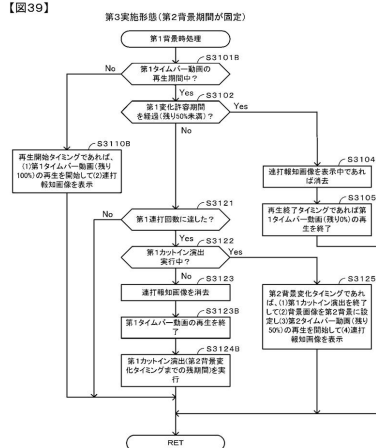 【図39】
第3実施形態(第2背景期間が固定)
第1背景時処理
S3101B
第1タイムバー動画の
再生期間中?
No
Yes
S3102
第1変化許容期間
を経過(残り50%未満)?
Yes
No
S3110B
再生開始タイミングであれば、
(1)第1タイムバー動画(残り
100%)の再生を開始して(2)連打
報知画像を表示
S3104
連打報知画像を表示中であれ
ば消去
S3105
再生終了タイミングであれば第
1タイムバー動画(残り0%)の再
生を終了
S3121
第1連打回数に達した?
No
Yes
S3122
第1カットイン演出
実行中?
Yes
No
S3123
連打報知画像を消去
S3123B
第1タイムバー動画の再生を終
了
S3124B
第1カットイン演出(第2背景変
化タイミングまでの残期間)を実
行
S3125
第2背景変化タイミングであれ
ば、(1)第1カットイン演出を終了
して(2)背景画像を第2背景に設
定し(3)第2タイムバー動画(残り
50%)の再生を開始して(4)連打
報知画像を表示
RET